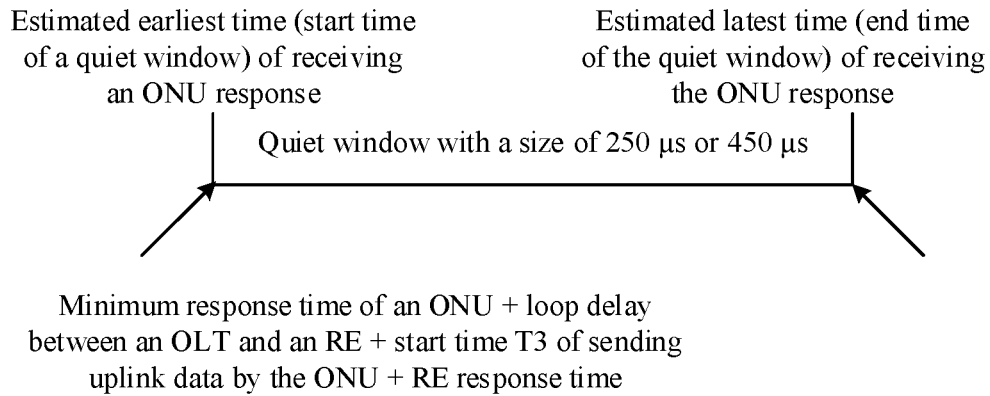 Estimated earliest time (start time
of a quiet window) of receiving
an ONU response
Estimated latest time (end time
of the quiet window) of receiving
the ONU response
Quiet window with a size of 250 μs or 450 μs
Minimum response time of an ONU + loop delay
between an OLT and an RE + start time T3 of sending
uplink data by the ONU + RE response time